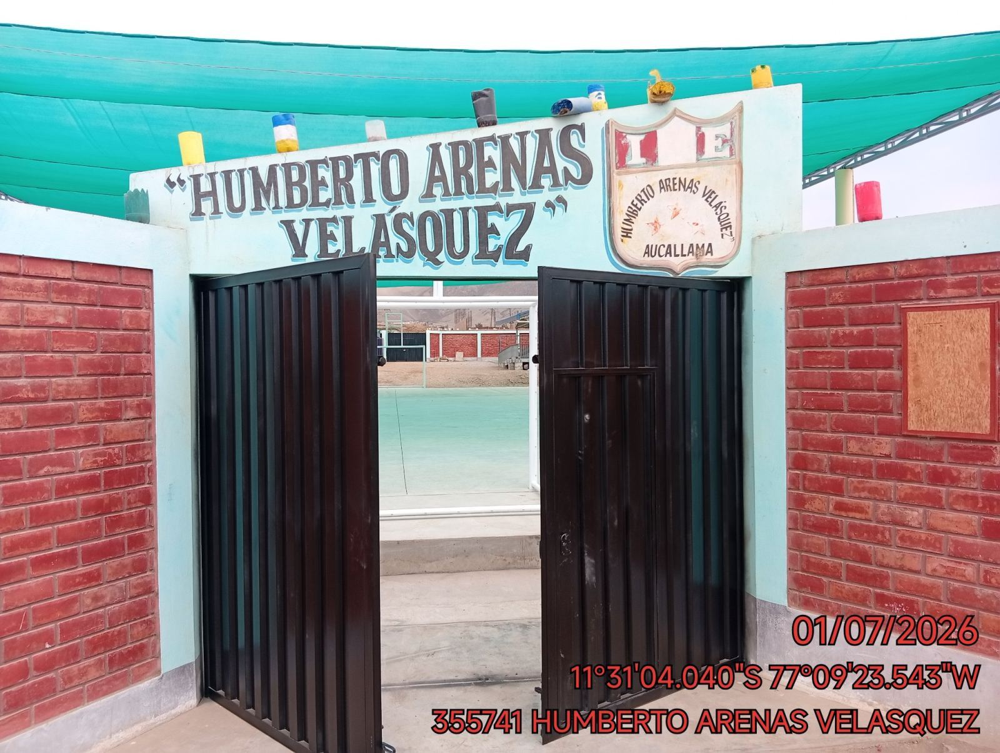 "HUMBERTO ARENAS
VELÁSQUEZ"
I E
"HUMBERTO ARENAS VELÁSQUEZ"
AUCALLAMA
01/07/2026
11°31'04.040"S 77°09'23.543"W
355741 HUMBERTO ARENAS VELASQUEZ